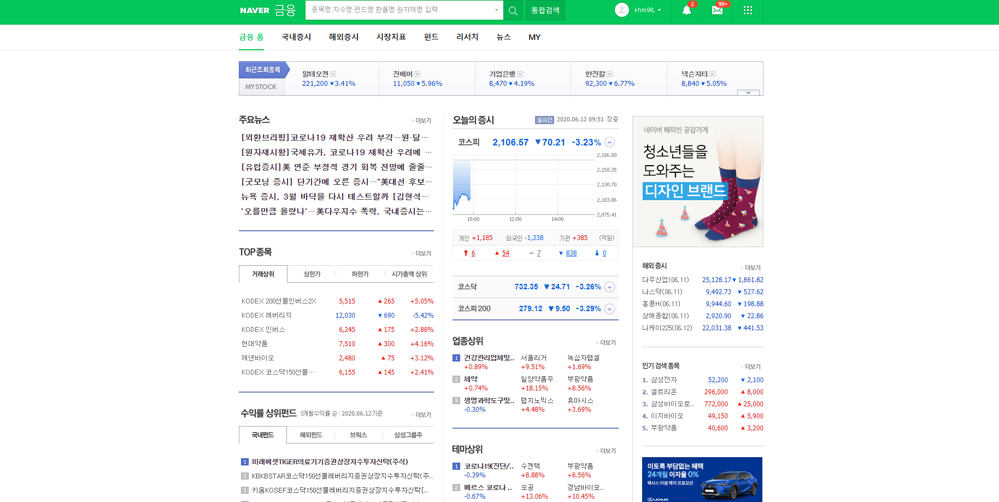 NAVER 금융
종목명·지수명·펀드명·환율명·원자재명 입력
통합검색
khm98..
2
99+
금융 홈 국내증시 해외증시 시장지표 펀드 리서치 뉴스 MY
최근조회종목
MY STOCK
알테오젠
221,200 ▼3.41%
진에어
11,050 ▼5.96%
기업은행
8,470 ▼4.19%
한진칼
92,300 ▼6.77%
넥슨지티
8,840 ▼5.05%
주요뉴스 더보기
[외환브리핑]코로나19 재확산 우려 부각…원·달…
[원자재시황]국제유가, 코로나19 재확산 우려에 …
[유럽증시]美 연준 부정적 경기 회복 전망에 줄줄…
[굿모닝 증시] 단기간에 오른 증시…"美대선 후보…
뉴욕 증시, 3월 바닥을 다시 테스트할까 [김현석…
'오를만큼 올랐나'…美다우지수 폭락, 국내증시는…
TOP 종목 더보기
거래상위 상한가 하한가 시가총액 상위
KODEX 200선물인버스2X 5,515 ▲265 +5.05%
KODEX 레버리지 12,030 ▼690 -5.42%
KODEX 인버스 6,245 ▲175 +2.88%
현대약품 7,510 ▲300 +4.16%
제넨바이오 2,480 ▲75 +3.12%
KODEX 코스닥150선물… 6,155 ▲145 +2.41%
수익률 상위펀드 3개월수익률 순 | 2020.06.12기준 더보기
국내펀드 해외펀드 브릭스 삼성그룹주
1 미래에셋TIGER의료기기증권상장지수투자신탁(주식)
2 KBKBSTAR코스닥150선물레버리지증권상장지수투자신탁(주..
3 키움KOSEF코스닥150선물레버리지증권상장지수투자신탁[..
오늘의 증시 실시간 2020.06.12 09:51 장중
코스피 2,106.57 ▼70.21 -3.23%
2,186.00
2,158.35
2,130.70
2,103.06
2,075.41
10:00 12:00 14:00
개인 +1,185 외국인 -1,338 기관 +385 (억원)
↑ 6 ▲ 54 - 7 ▼ 838 ↓ 0
코스닥 732.35 ▼24.71 -3.26%
코스피 200 279.12 ▼9.50 -3.29%
업종상위 더보기
1 건강관리업체및.. 서울리거 녹십자랩셀
+0.89% +9.51% +1.69%
2 제약 일양약품우 부광약품
+0.74% +18.15% +8.56%
3 생명과학도구및.. 랩지노믹스 휴마시스
-0.30% +4.48% +3.69%
테마상위 더보기
1 코로나19(진단/.. 수젠텍 부광약품
-0.39% +8.88% +8.56%
2 메르스 코로나 .. 오공 경남바이오..
-0.67% +13.06% +10.45%
네이버 해피빈 공감가게
청소년들을
도와주는
디자인 브랜드
해외 증시 더보기
다우산업(06.11) 25,128.17 ▼1,861.82
나스닥(06.11) 9,492.73 ▼527.62
홍콩H(06.11) 9,944.60 ▼198.88
상해종합(06.11) 2,920.90 ▼22.86
니케이225(06.12) 22,031.38 ▼441.53
인기 검색 종목 더보기
1. 삼성전자 52,200 ▼2,100
2. 셀트리온 296,000 ▲8,000
3. 삼성바이오로.. 772,000 ▲25,000
4. 이지바이오 49,150 ▲5,900
5. 부광약품 40,600 ▲3,200
이토록 부담없는 혜택
24개월 이자율 0%
렉서스 어썸 케어 프로모션
LEXUS